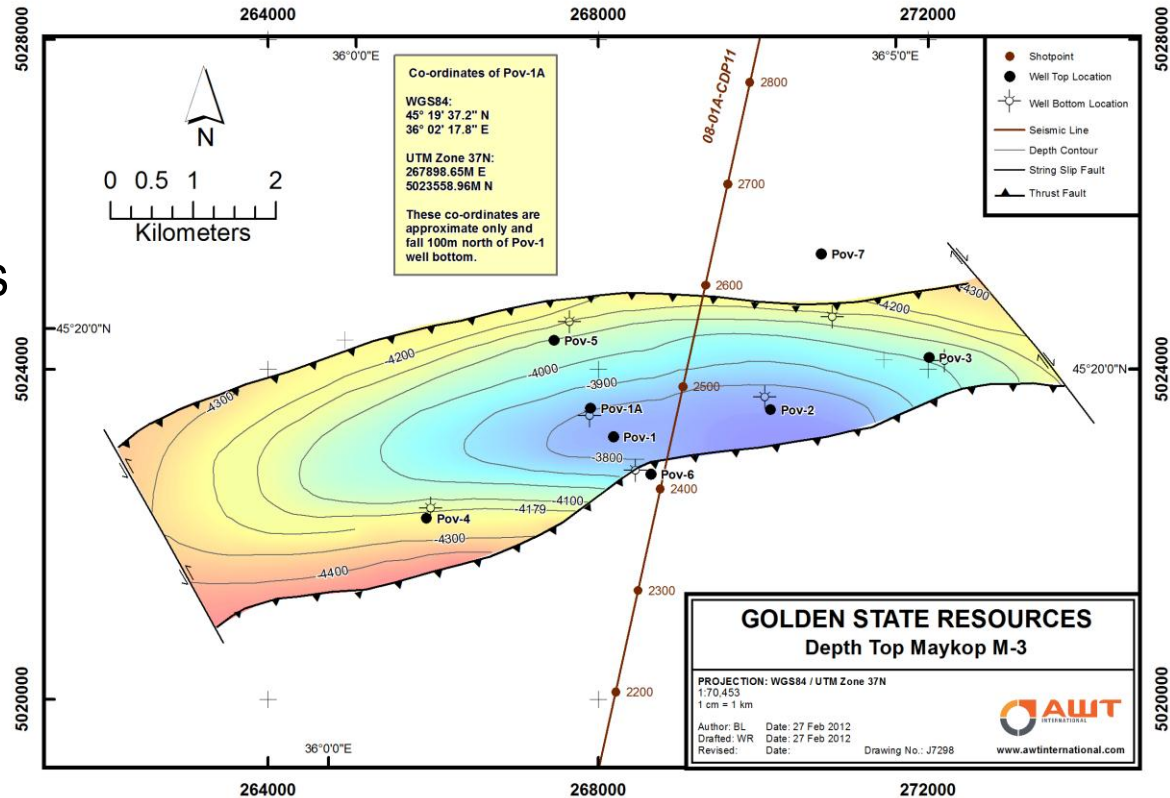 264000
268000
272000
5028000
5028000
36°0'0"E
36°5'0"E
Co-ordinates of Pov-1A
WGS84:
45° 19' 37.2" N
36° 02' 17.8" E
UTM Zone 37N:
267898.65M E
5023558.96M N
These co-ordinates are
approximate only and
fall 100m north of Pov-1
well bottom.
N
0 0.5 1 2
Kilometers
08-01A-CDP11
2800
2700
2600
2500
2400
2300
2200
Shotpoint
Well Top Location
Well Bottom Location
Seismic Line
Depth Contour
String Slip Fault
Thrust Fault
s
Pov-7
-4300
-4200
45°20'0"N
Pov-5
-4200
Pov-3
5024000
5024000
45°20'0"N
-4000
-3900
-4300
Pov-1A
Pov-2
Pov-1
-3800
Pov-6
-4100
-4179
Pov-4
-4300
-4400
5020000
5020000
36°0'0"E
GOLDEN STATE RESOURCES
Depth Top Maykop M-3
PROJECTION: WGS84 / UTM Zone 37N
1:70,453
1 cm = 1 km
Author: BL Date: 27 Feb 2012
Drafted: WR Date: 27 Feb 2012
Revised: Date: Drawing No.: J7298
AWT
INTERNATIONAL
www.awtinternational.com
264000
268000
272000